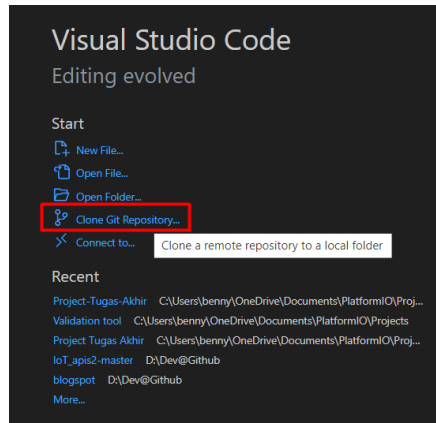 Visual Studio Code
Editing evolved
Start
New File...
Open File...
Open Folder...
Clone Git Repository...
Connect to...
Clone a remote repository to a local folder
Recent
Project-Tugas-Akhir C:\Users\benny\OneDrive\Documents\PlatformIO\Proj...
Validation tool C:\Users\benny\OneDrive\Documents\PlatformIO\Projects
Project Tugas Akhir C:\Users\benny\OneDrive\Documents\PlatformIO\Proj...
IoT_apis2-master D:\Dev@Github
blogspot D:\Dev@Github
More...